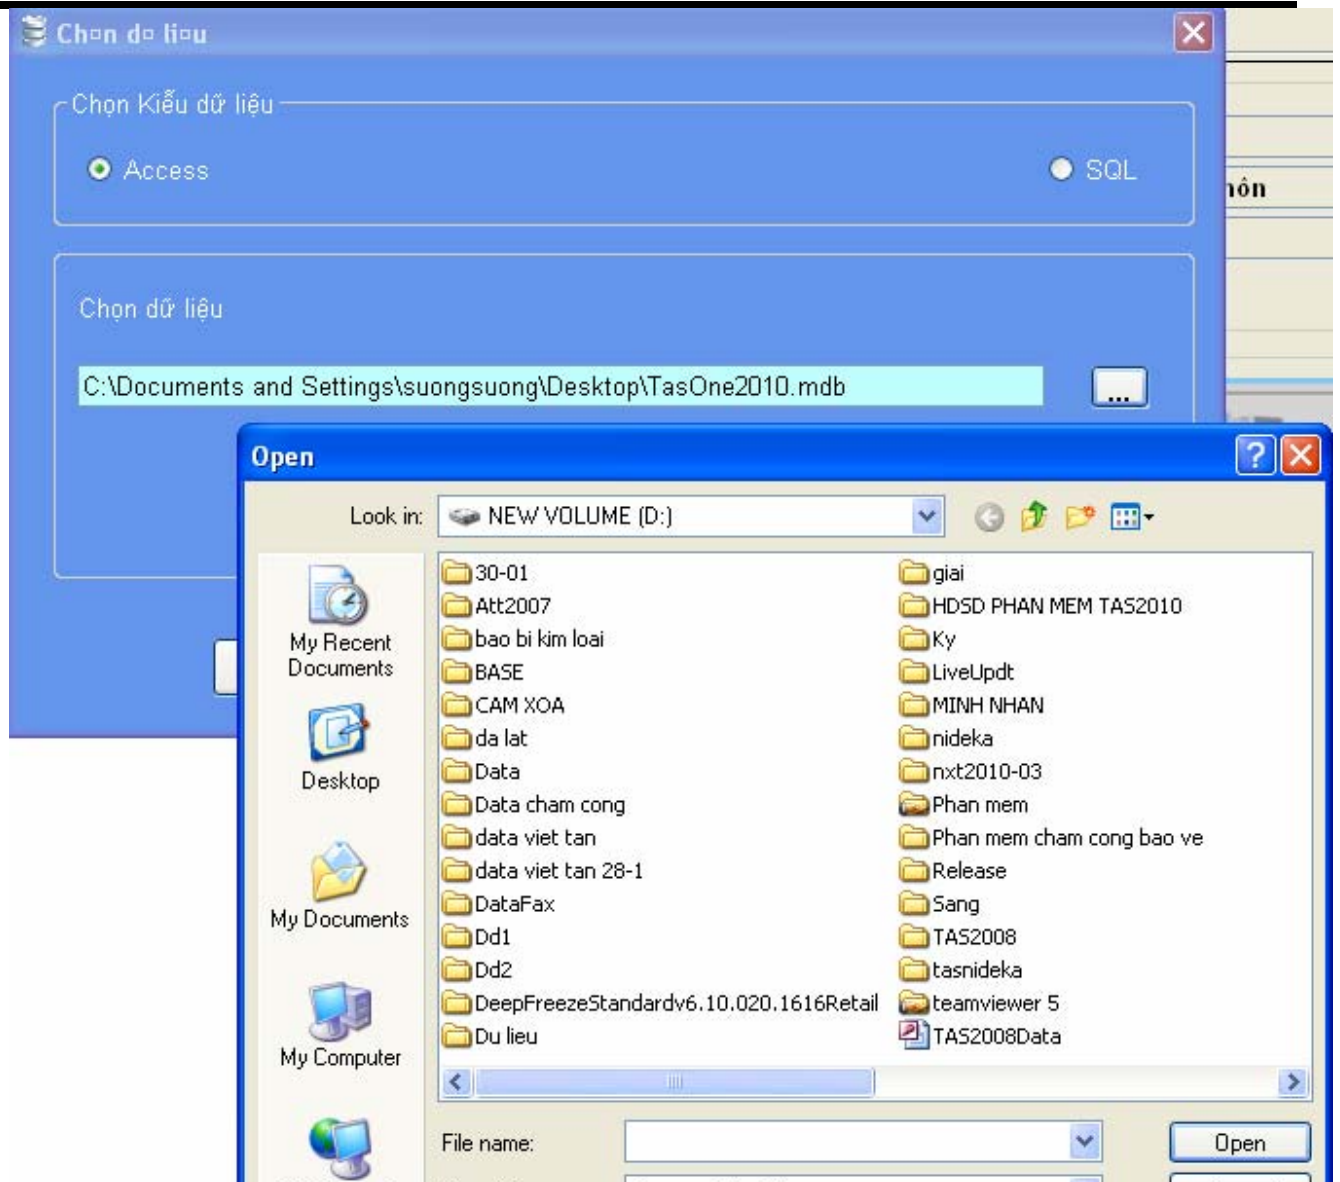 Ch¤n d¤ li¤u
Chọn Kiểu dữ liệu
Access
SQL
hôn
Chọn dữ liệu
C:\Documents and Settings\suongsuong\Desktop\TasOne2010.mdb
...
Open
Look in:
NEW VOLUME (D:)
My Recent
Documents
Desktop
My Documents
My Computer
30-01
Att2007
bao bi kim loai
BASE
CAM XOA
da lat
Data
Data cham cong
data viet tan
data viet tan 28-1
DataFax
Dd1
Dd2
DeepFreezeStandardv6.10.020.1616Retail
Du lieu
giai
HDSD PHAN MEM TAS2010
Ky
LiveUpdt
MINH NHAN
nideka
nxt2010-03
Phan mem
Phan mem cham cong bao ve
Release
Sang
TAS2008
tasnideka
teamviewer 5
TAS2008Data
File name:
Open